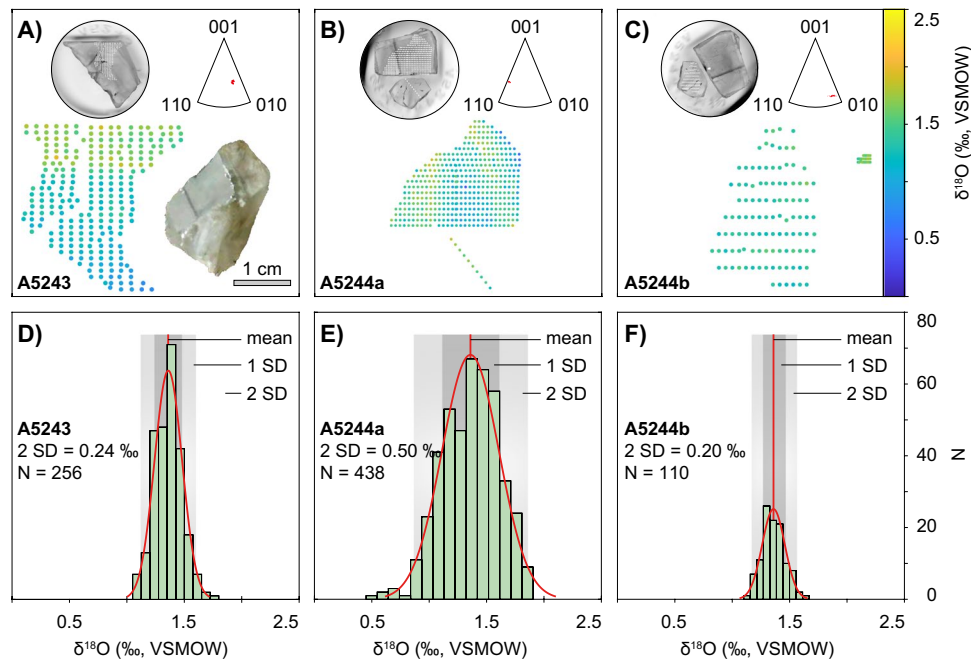 A)
001
110
010
1 cm
A5243
B)
001
110
010
A5244a
C)
001
110
010
A5244b
2.5
1.5
0.5
δ¹⁸O (‰, VSMOW)
D)
mean
1 SD
2 SD
A5243
2 SD = 0.24 ‰
N = 256
E)
mean
1 SD
2 SD
A5244a
2 SD = 0.50 ‰
N = 438
F)
mean
1 SD
2 SD
A5244b
2 SD = 0.20 ‰
N = 110
80
60
40
20
0
N
0.5 1.5 2.5
0.5 1.5 2.5
0.5 1.5 2.5
δ¹⁸O (‰, VSMOW)
δ¹⁸O (‰, VSMOW)
δ¹⁸O (‰, VSMOW)